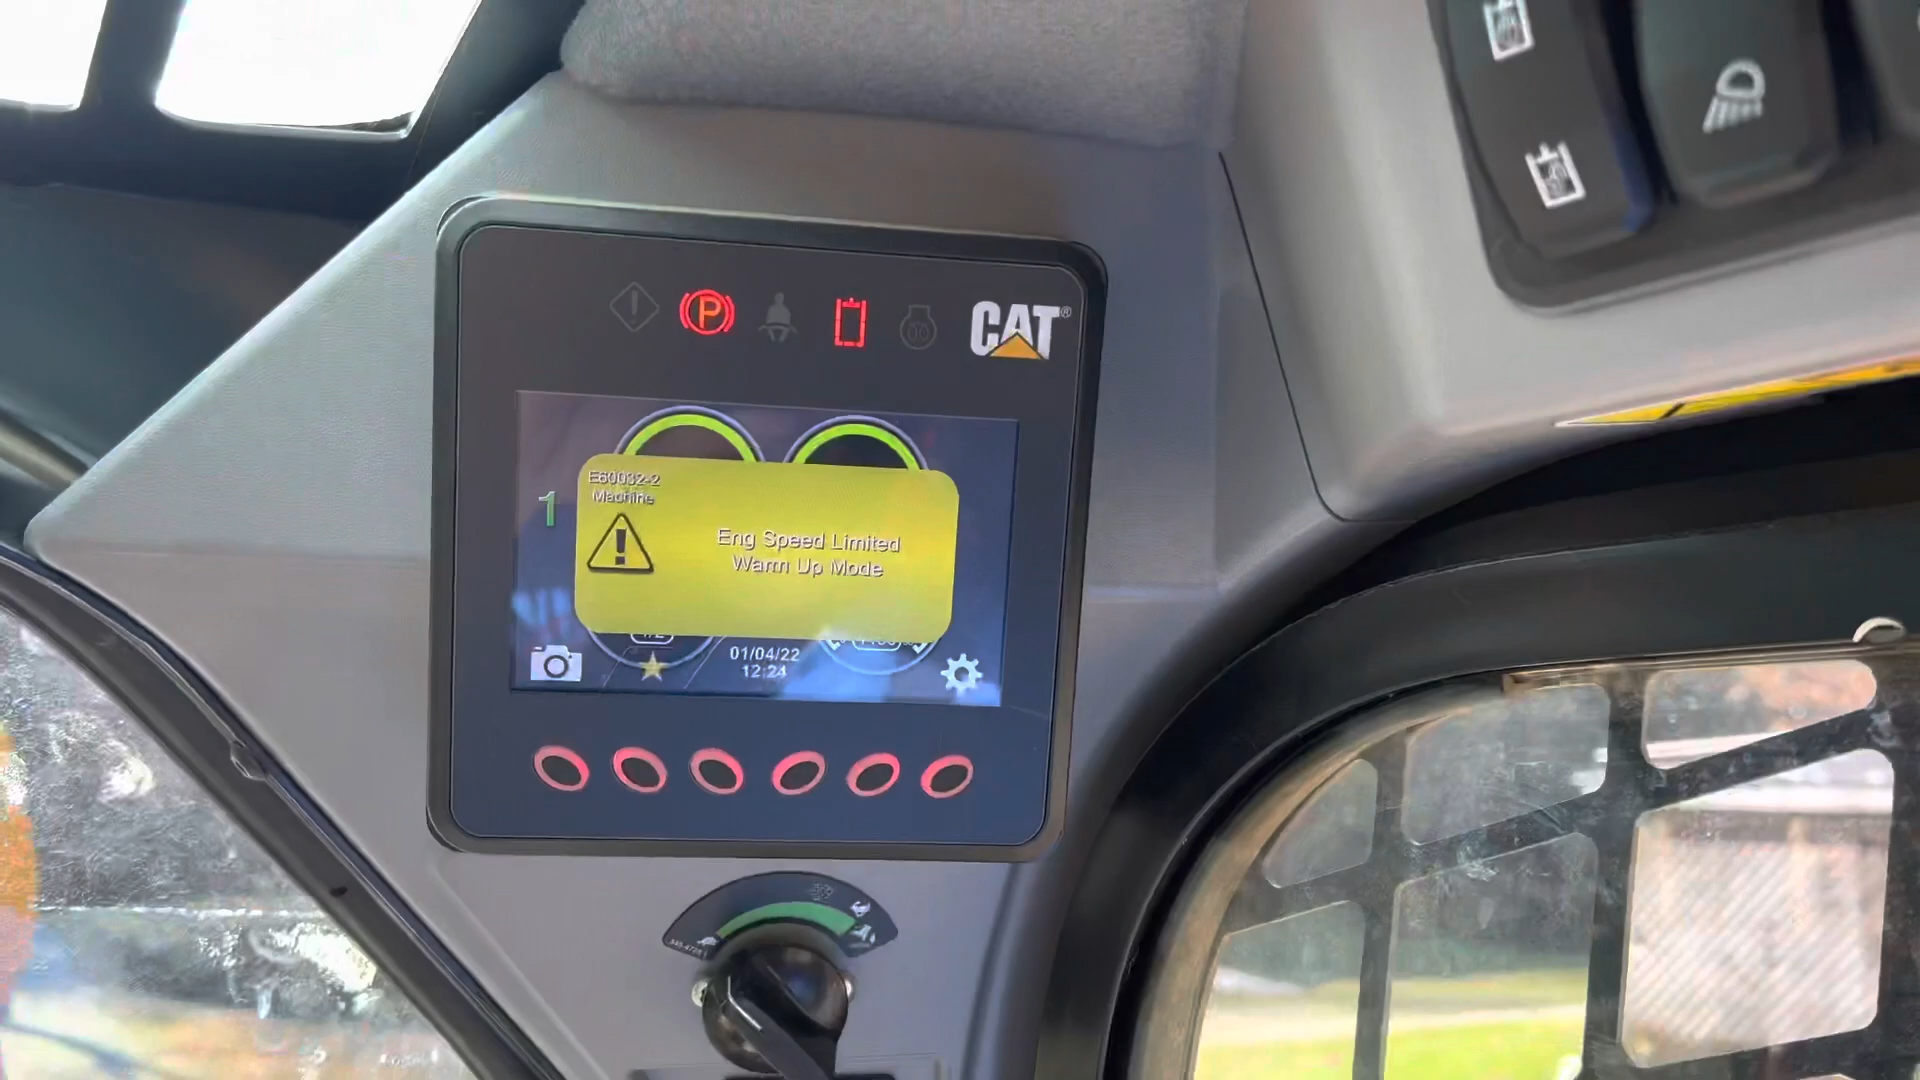 CAT®
E60032-2
Machine
1
Eng Speed Limited
Warm Up Mode
01/04/22
12:24